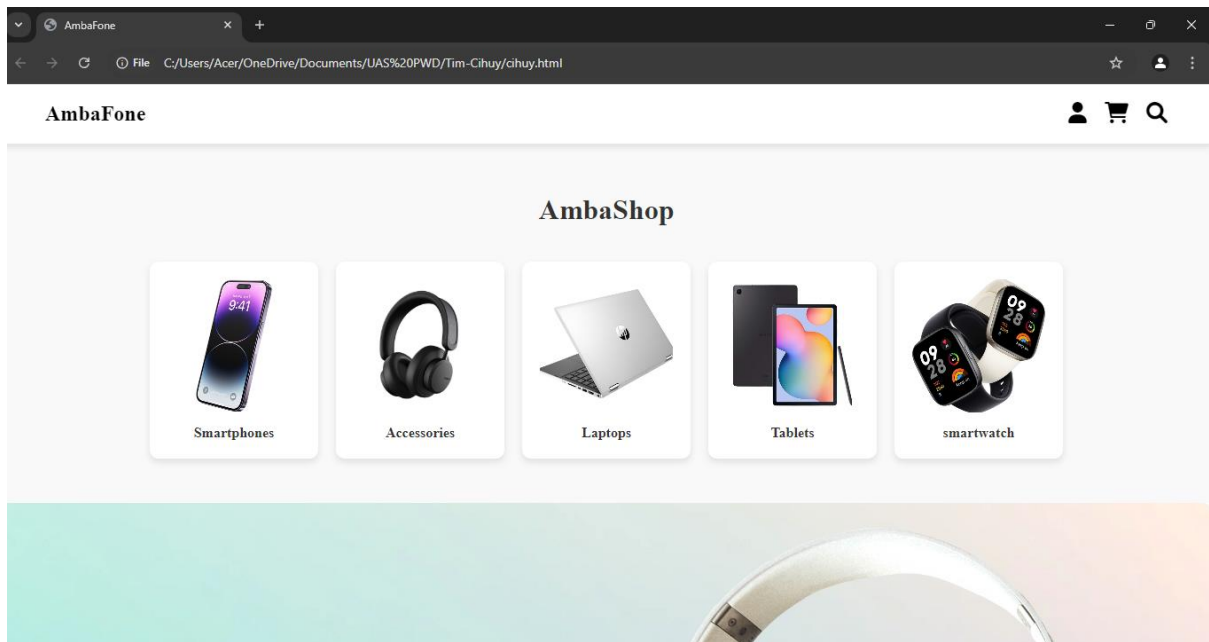 AmbaFone
File C:/Users/Acer/OneDrive/Documents/UAS%20PWD/Tim-Cihuy/cihuy.html
AmbaFone
AmbaShop
9:41
09
28
09
28
Smartphones
Accessories
Laptops
Tablets
smartwatch